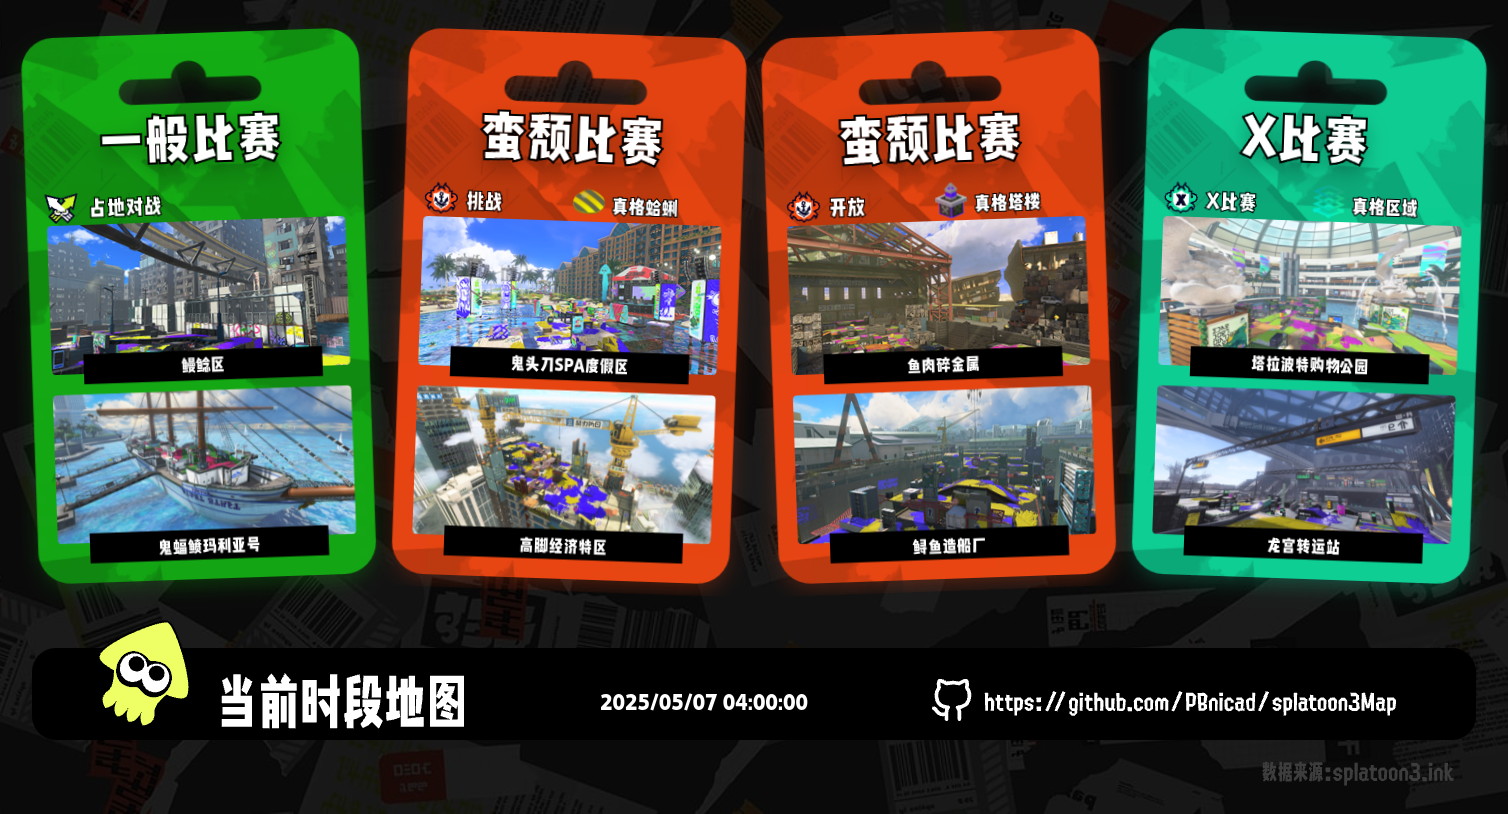 一般比赛
占地对战
鳗鲶区
鬼蝠鲼玛利亚号
蛮颓比赛
挑战
真格蛤蜊
鬼头刀SPA度假区
高脚经济特区
蛮颓比赛
开放
真格塔楼
鱼肉碎金属
鲟鱼造船厂
X比赛
X比赛
真格区域
塔拉波特购物公园
龙宫转运站
当前时段地图
2025/05/07 04:00:00
https://github.com/PBnicad/splatoon3Map
数据来源:splatoon3.ink